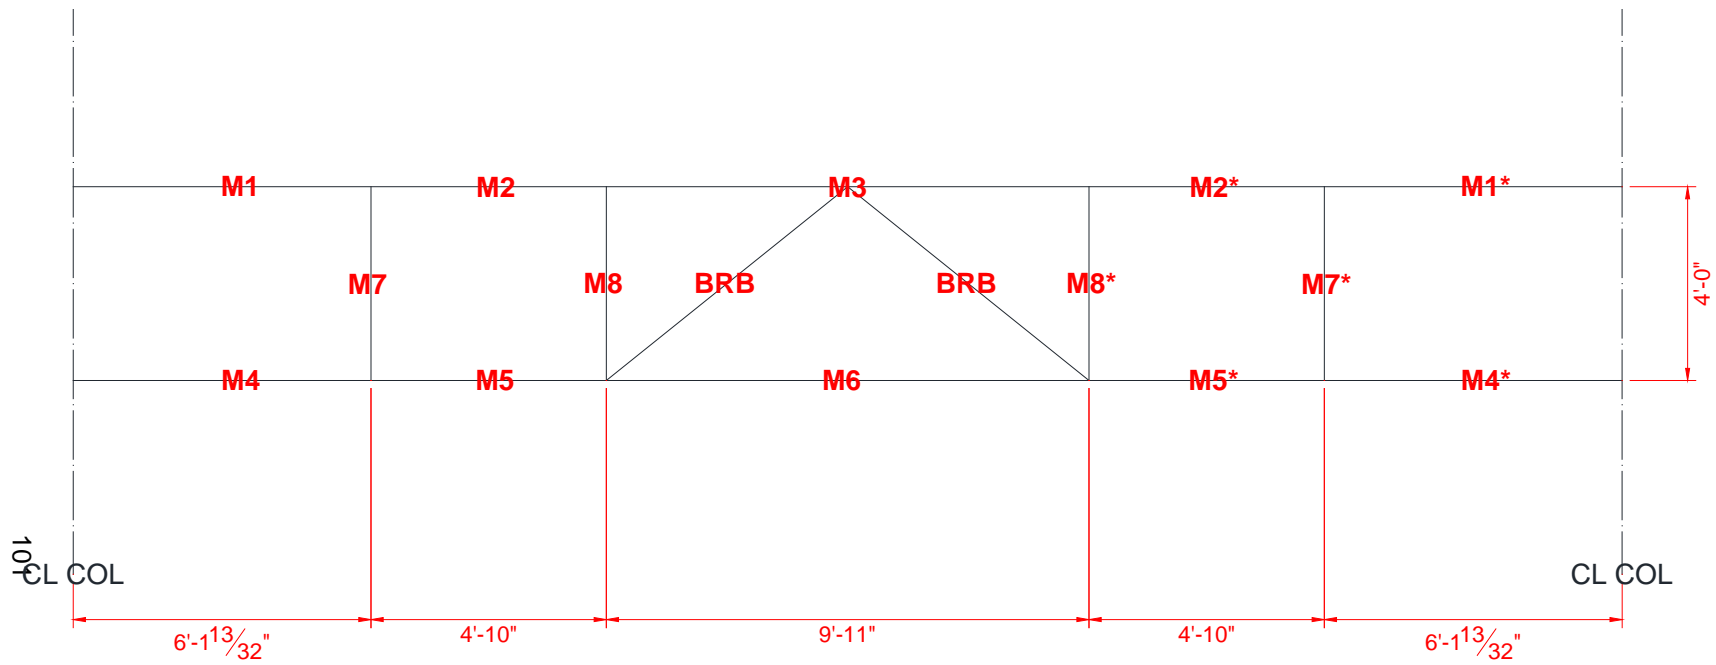 M1
M2
M3
M2*
M1*
M7
M8
BRB
BRB
M8*
M7*
4'-0"
M4
M5
M6
M5*
M4*
101
CL COL
CL COL
6'-1 13/32"
4'-10"
9'-11"
4'-10"
6'-1 13/32"